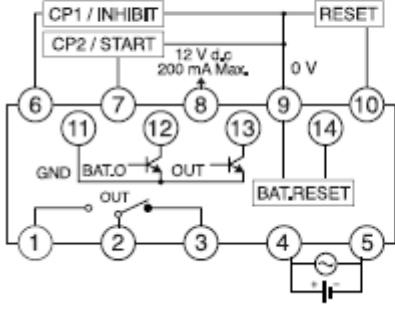 CP1 / INHIBIT
RESET
CP2 / START
12 V d.c
200 mA Max.
0 V
6
7
8
9
10
11
12
13
14
GND
BAT.O
OUT
BAT.RESET
OUT
1
2
3
4
5
+
−